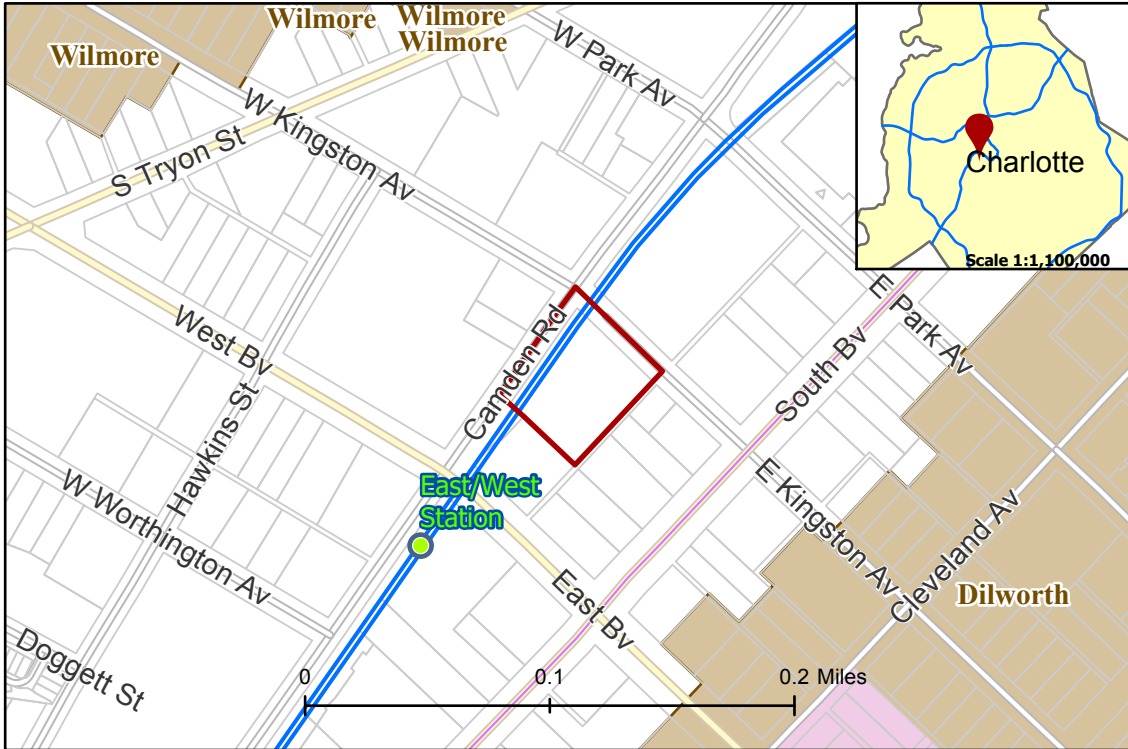 Wilmore
Wilmore
Wilmore
Wilmore
W Park Av
W Kingston Av
S Tryon St
Charlotte
Scale 1:1,100,000
E Park Av
West Bv
Camden Rd
South Bv
Hawkins St
W Worthington Av
East/West
Station
E Kingston Av
Cleveland Av
Dilworth
East Bv
Doggett St
0
0.1
0.2 Miles